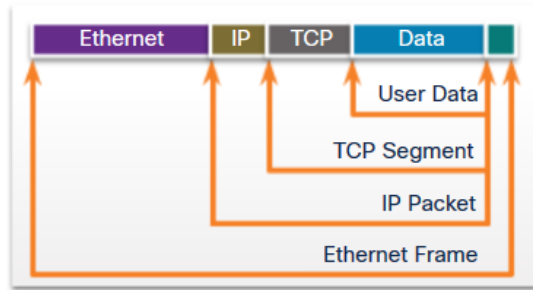 Ethernet IP TCP Data
User Data
TCP Segment
IP Packet
Ethernet Frame